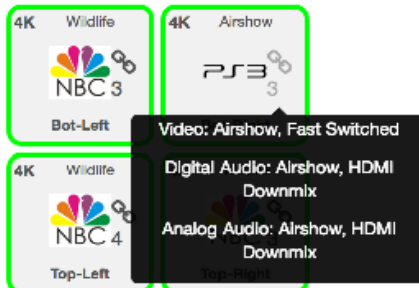 4K Wildlife
NBC 3
Bot-Left
4K Airshow
PS3
3
Video: Airshow, Fast Switched
Digital Audio: Airshow, HDMI
Downmix
Analog Audio: Airshow, HDMI
Downmix
4K Wildlife
NBC 4
Top-Left
Top-Right